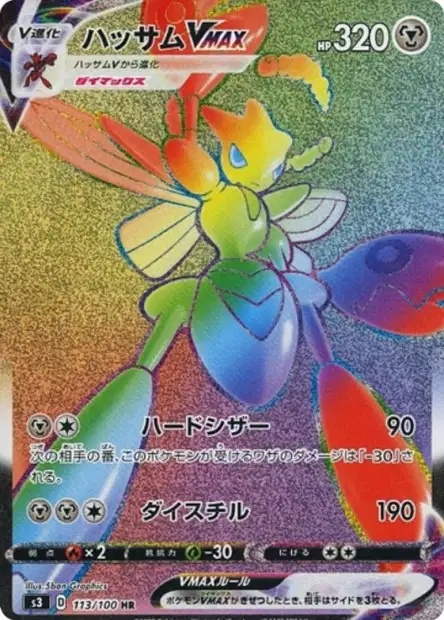 V進化
ハッサムVMAX
HP320
ハッサムVから進化
ダイマックス
ハードシザー 90
次の相手の番、このポケモンが受けるワザのダメージは「-30」さ
れる。
ダイスチル 190
弱点 ×2 抵抗力 -30 にげる
Illus. 5ban Graphics
VMAXルール
s3 D 113/100 HR
ポケモンVMAXがきぜつしたとき、相手はサイドを3枚とる。